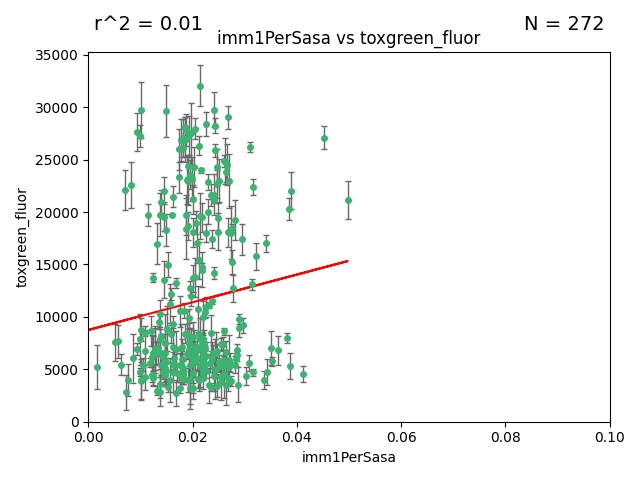 r^2 = 0.01
N = 272
imm1PerSasa vs toxgreen_fluor
35000
30000
25000
20000
15000
10000
5000
0
toxgreen_fluor
0.00
0.02
0.04
0.06
0.08
0.10
imm1PerSasa